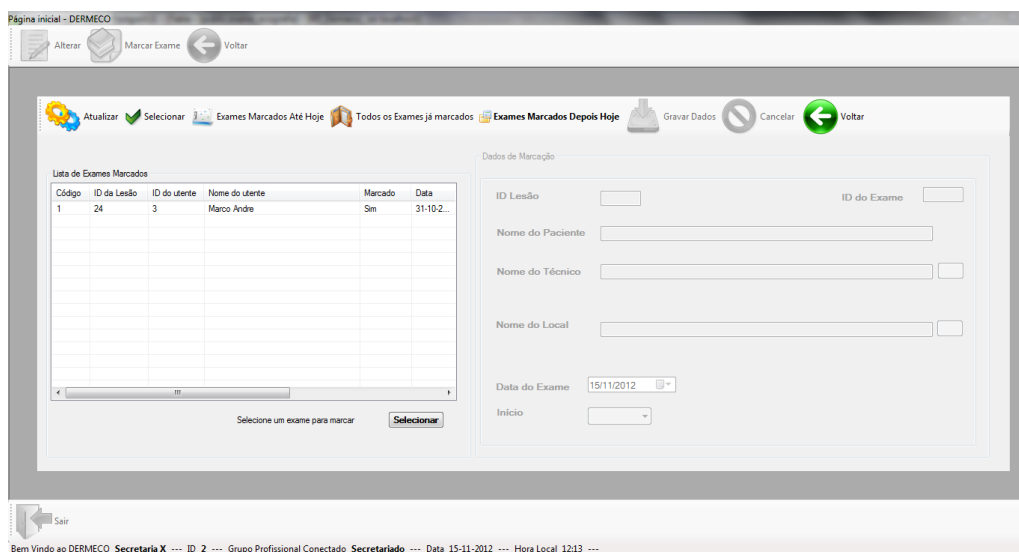 Página inicial - DERMECO
Alterar Marcar Exame Voltar
Atualizar Selecionar Exames Marcados Até Hoje Todos os Exames já marcados Exames Marcados Depois Hoje Gravar Dados Cancelar Voltar
Dados de Marcação
Lista de Exames Marcados
Código ID da Lesão ID do utente Nome do utente Marcado Data
1 24 3 Marco Andre Sim 31-10-2...
ID Lesão ID do Exame
Nome do Paciente
Nome do Técnico
Nome do Local
Data do Exame 15/11/2012
Início
Selecione um exame para marcar Selecionar
Sair
Bem Vindo ao DERMECO Secretaria X --- ID 2 --- Grupo Profissional Conectado Secretariado --- Data 15-11-2012 --- Hora Local 12:13 ---